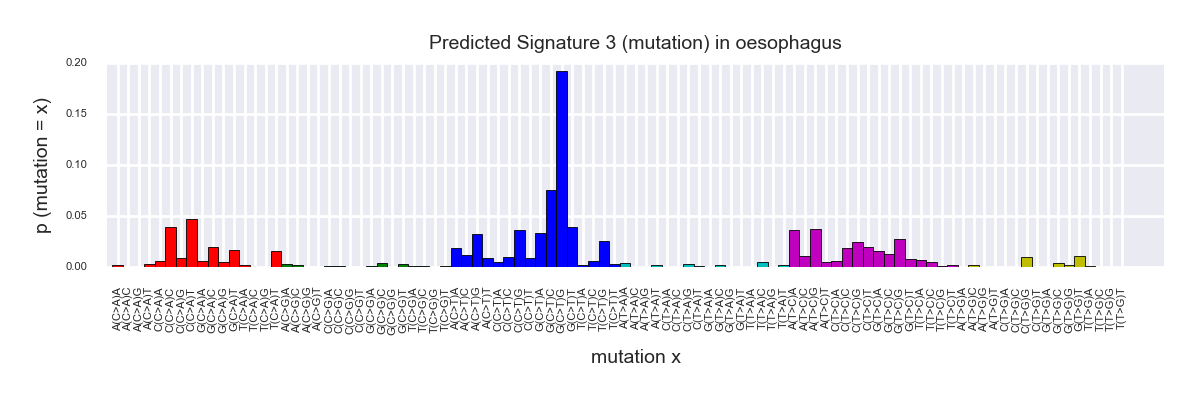 Predicted Signature 3 (mutation) in oesophagus
p (mutation = x)
0.20
0.15
0.10
0.05
0.00
A(C>A)A
A(C>A)C
A(C>A)G
A(C>A)T
C(C>A)A
C(C>A)C
C(C>A)G
C(C>A)T
G(C>A)A
G(C>A)C
G(C>A)G
G(C>A)T
T(C>A)A
T(C>A)C
T(C>A)G
T(C>A)T
A(C>G)A
A(C>G)C
A(C>G)G
A(C>G)T
C(C>G)A
C(C>G)C
C(C>G)G
C(C>G)T
G(C>G)A
G(C>G)C
G(C>G)G
G(C>G)T
T(C>G)A
T(C>G)C
T(C>G)G
T(C>G)T
A(C>T)A
A(C>T)C
A(C>T)G
A(C>T)T
C(C>T)A
C(C>T)C
C(C>T)G
C(C>T)T
G(C>T)A
G(C>T)C
G(C>T)G
G(C>T)T
T(C>T)A
T(C>T)C
T(C>T)G
T(C>T)T
A(T>A)A
A(T>A)C
A(T>A)G
A(T>A)T
C(T>A)A
C(T>A)C
C(T>A)G
C(T>A)T
G(T>A)A
G(T>A)C
G(T>A)G
G(T>A)T
T(T>A)A
T(T>A)C
T(T>A)G
T(T>A)T
A(T>C)A
A(T>C)C
A(T>C)G
A(T>C)T
C(T>C)A
C(T>C)C
C(T>C)G
C(T>C)T
G(T>C)A
G(T>C)C
G(T>C)G
G(T>C)T
T(T>C)A
T(T>C)C
T(T>C)G
T(T>C)T
A(T>G)A
A(T>G)C
A(T>G)G
A(T>G)T
C(T>G)A
C(T>G)C
C(T>G)G
C(T>G)T
G(T>G)A
G(T>G)C
G(T>G)G
G(T>G)T
T(T>G)A
T(T>G)C
T(T>G)G
T(T>G)T
mutation x